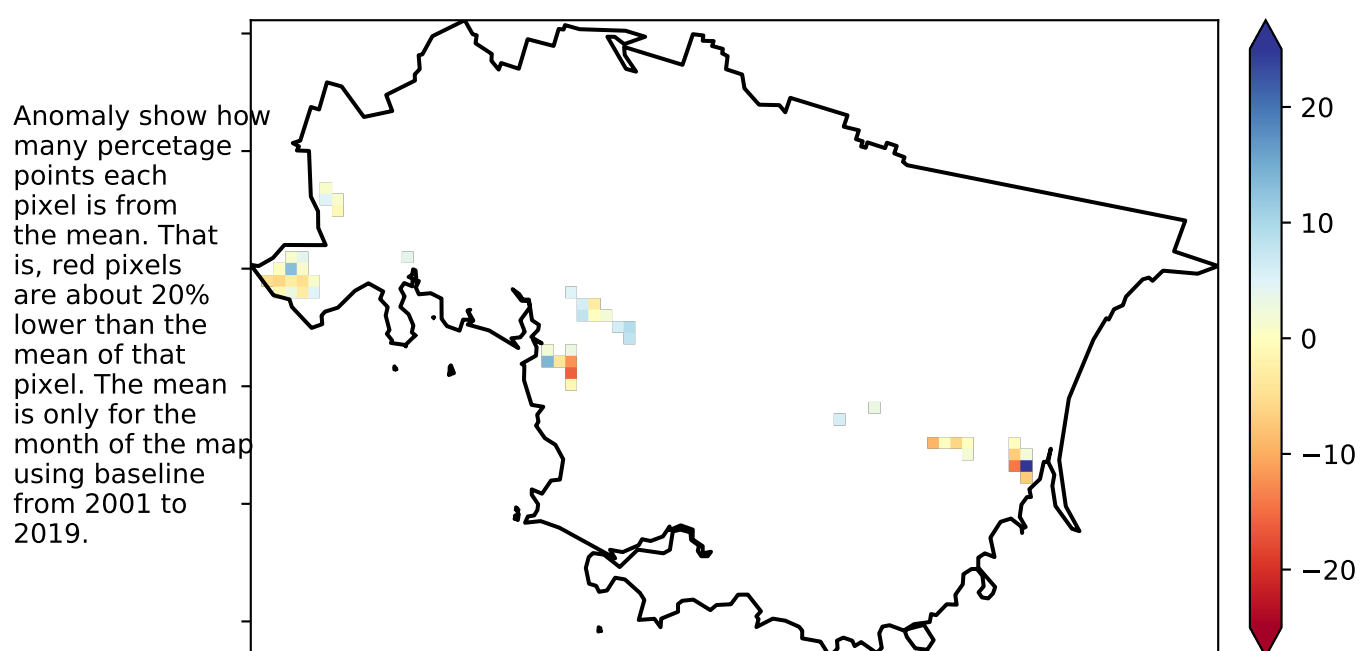 Anomaly show how
many percetage
points each
pixel is from
the mean. That
is, red pixels
are about 20%
lower than the
mean of that
pixel. The mean
is only for the
month of the map
using baseline
from 2001 to
2019.
20
10
0
−10
−20